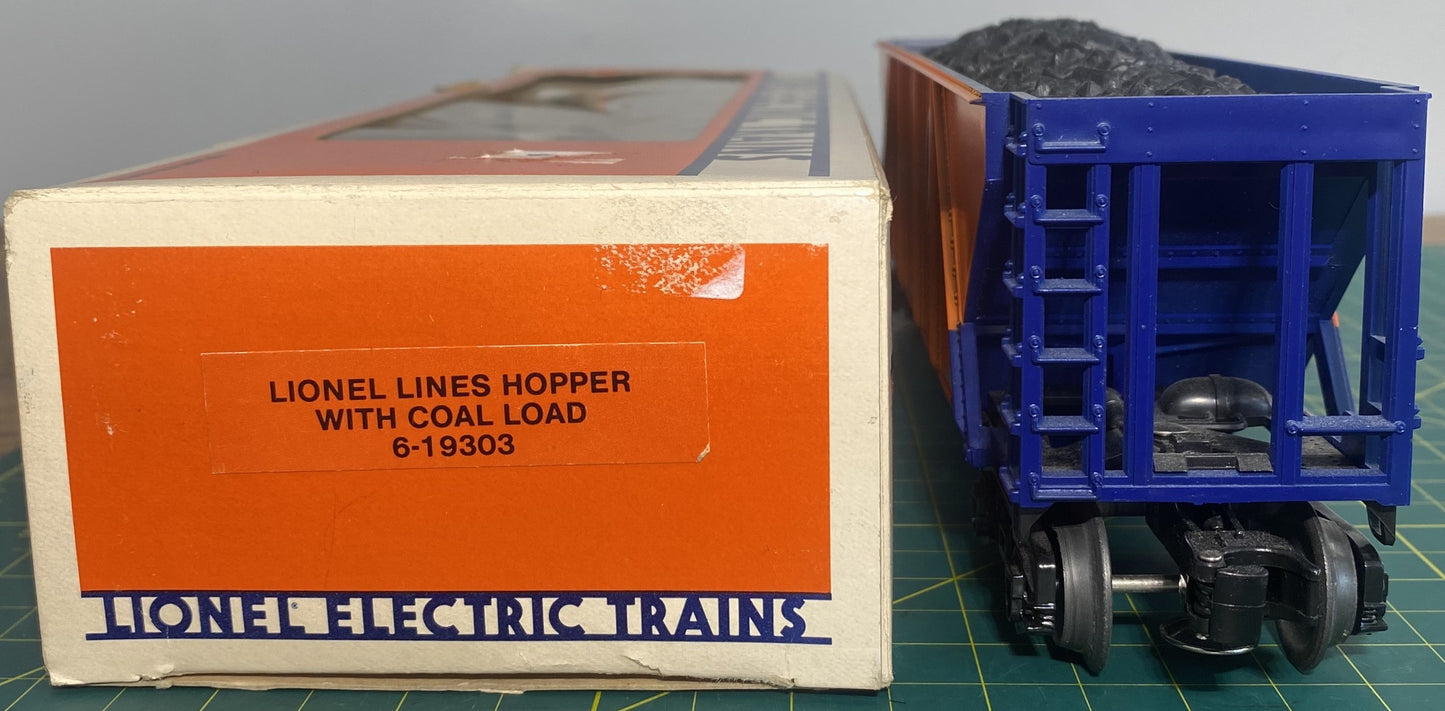 LIONEL LINES HOPPER
WITH COAL LOAD
6-19303
LIONEL® ELECTRIC TRAINS